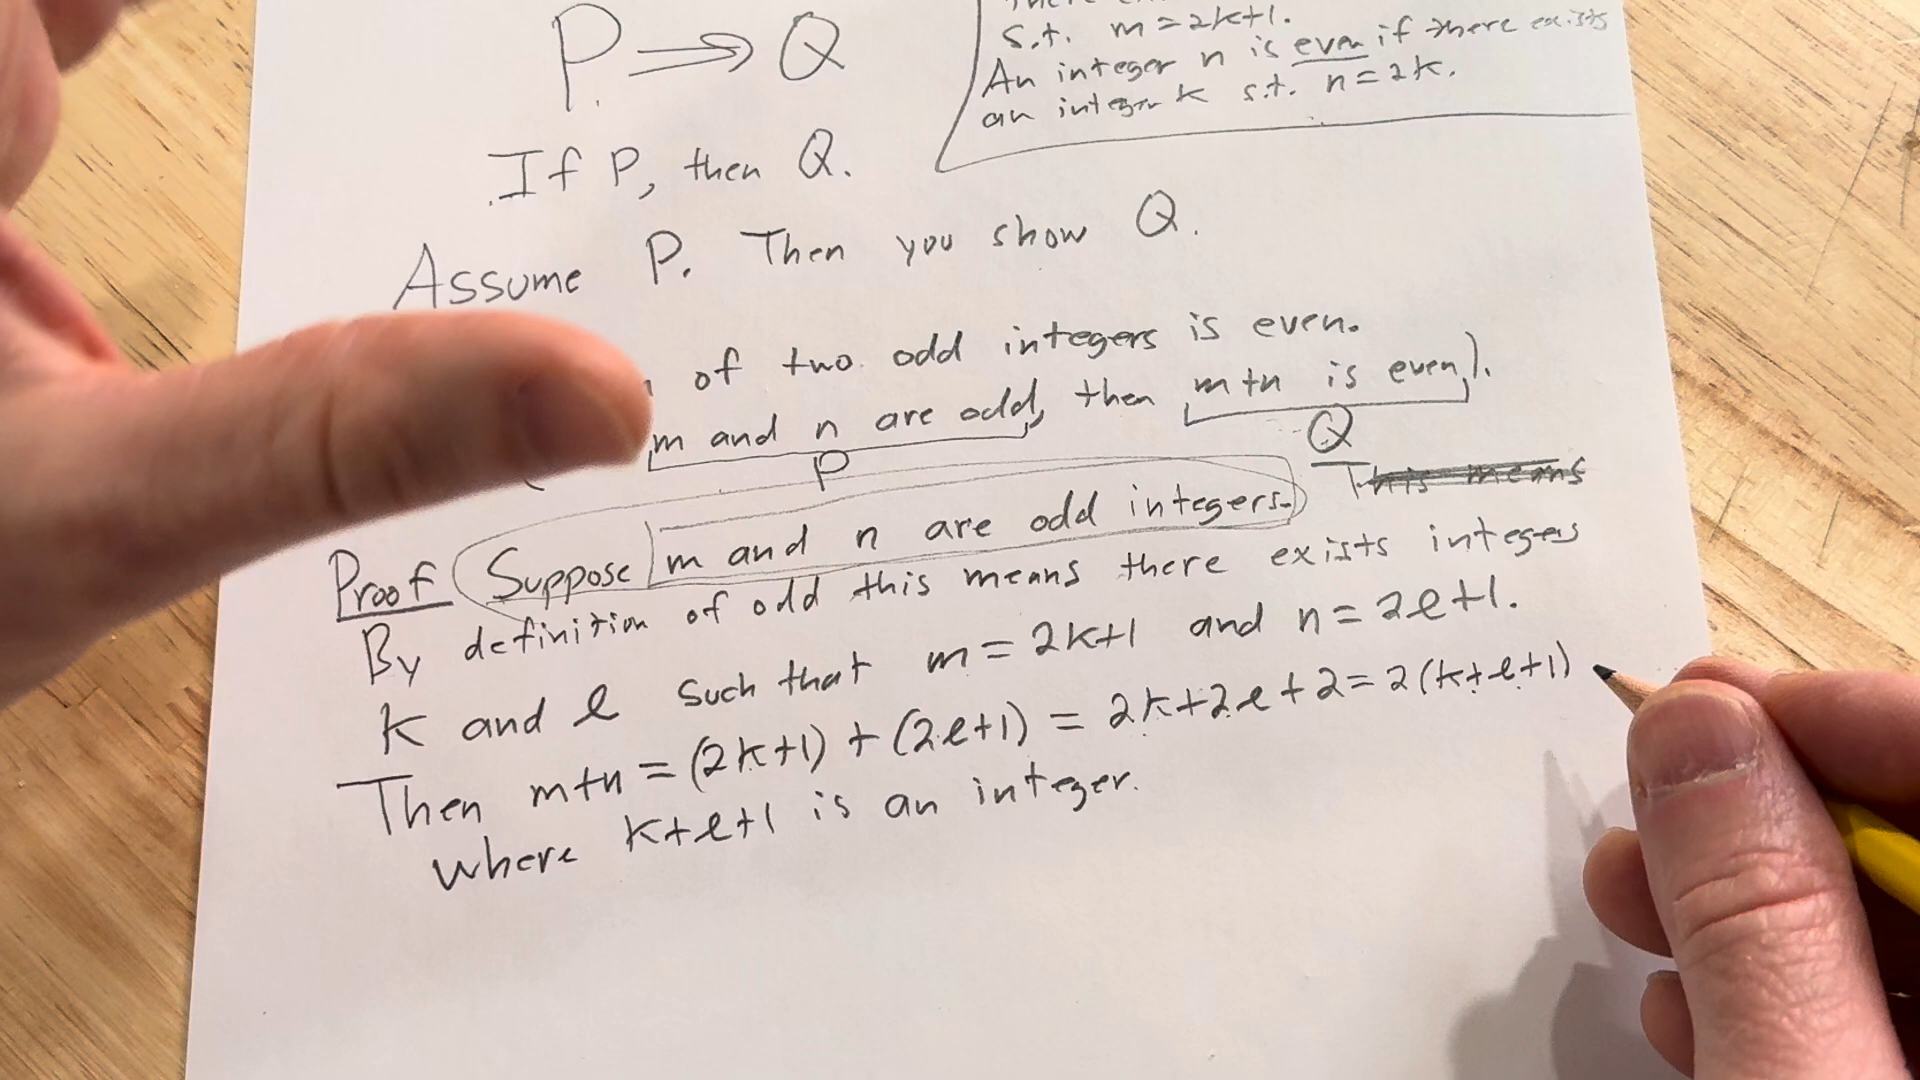 P ⇒ Q
s.t. m = 2k+1.
An integer n is even if there exists
an integer k s.t. n = 2k.
If P, then Q.
Assume P. Then you show Q.
of two odd integers is even.
m and n are odd, then m+n is even).
P Q
Proof Suppose m and n are odd integers.
By definition of odd this means there exists integers
k and l such that m = 2k+1 and n = 2l+1.
Then m+n = (2k+1) + (2l+1) = 2k+2l+2 = 2(k+l+1)
where k+l+1 is an integer.